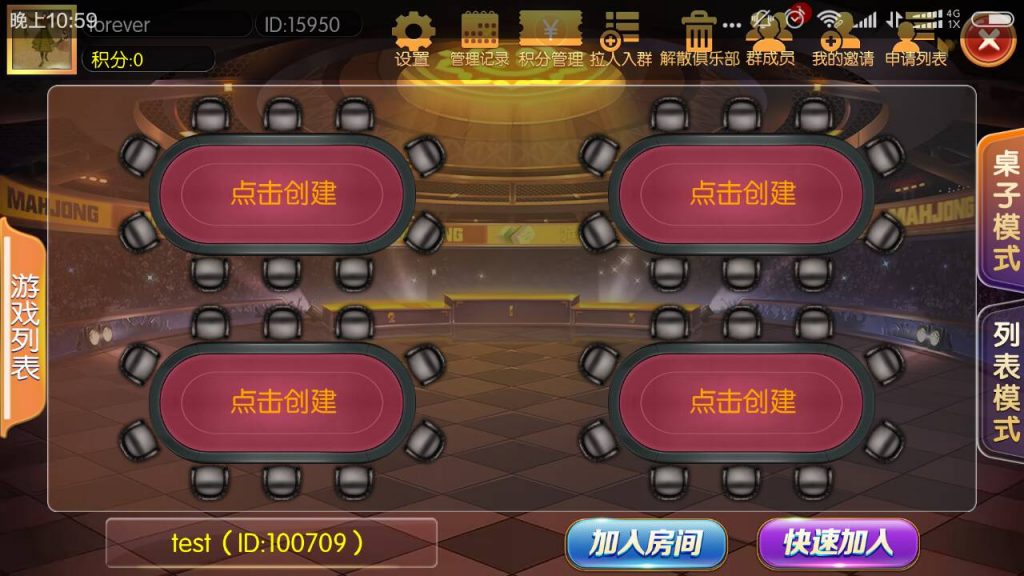 晚上10:59
forever
ID:15950
4G
1X
积分:0
设置
管理记录
积分管理
拉人入群
解散俱乐部
群成员
我的邀请
申请列表
MAHJONG
MAHJONG
点击创建
点击创建
桌子模式
游戏列表
点击创建
点击创建
列表模式
test（ID:100709）
加入房间
快速加入